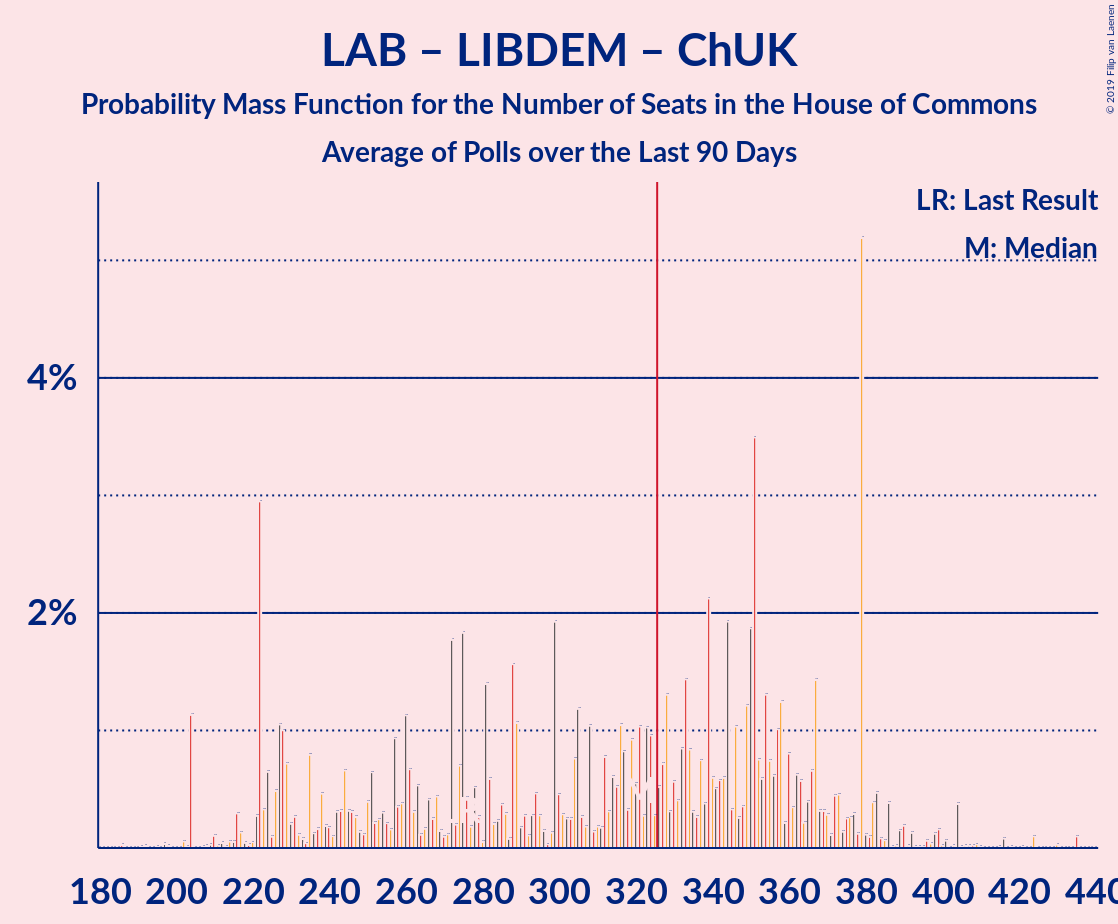 LAB – LIBDEM – ChUK
Probability Mass Function for the Number of Seats in the House of Commons
Average of Polls over the Last 90 Days
© 2019 Filip van Laenen
LR: Last Result
M: Median
4%
2%
180 200 220 240 260 280 300 320 340 360 380 400 420 440